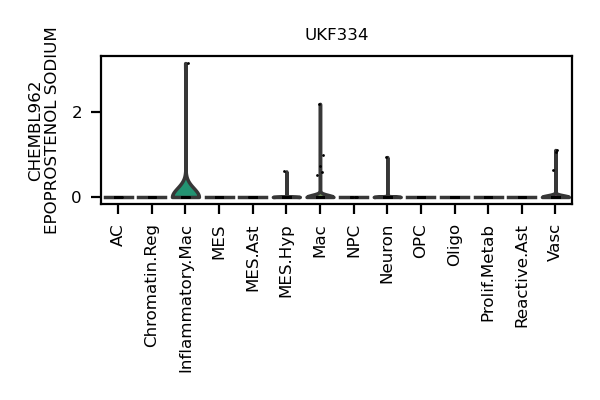 UKF334
CHEMBL962
EPOPROSTENOL SODIUM
2
0
AC
Chromatin.Reg
Inflammatory.Mac
MES
MES.Ast
MES.Hyp
Mac
NPC
Neuron
OPC
Oligo
Prolif.Metab
Reactive.Ast
Vasc